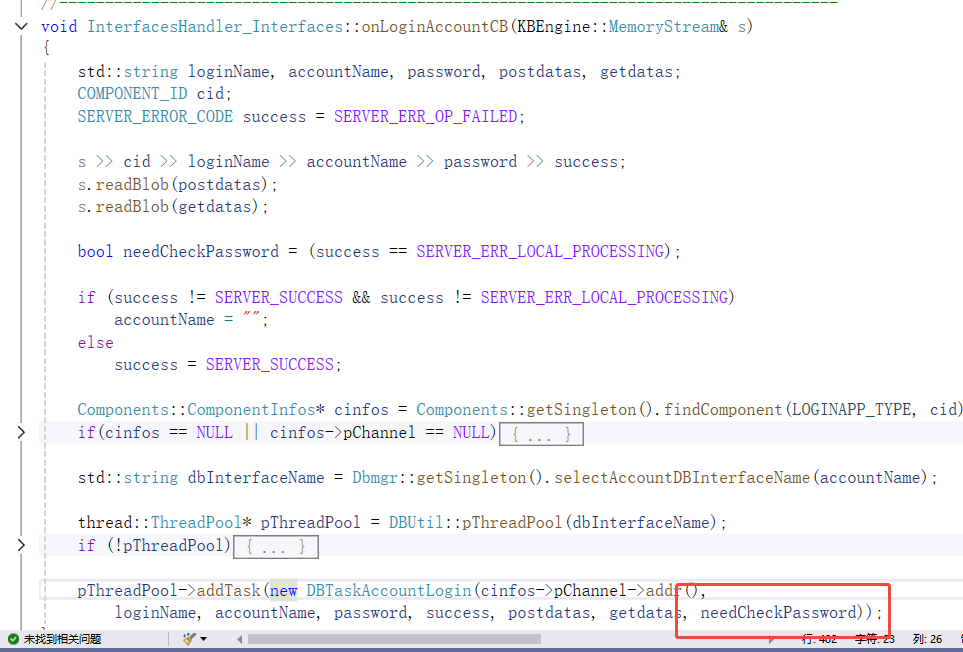 //----------------------------------------------------------------------------------
void InterfacesHandler_Interfaces::onLoginAccountCB(KBEngine::MemoryStream& s)
{
std::string loginName, accountName, password, postdatas, getdatas;
COMPONENT_ID cid;
SERVER_ERROR_CODE success = SERVER_ERR_OP_FAILED;
s >> cid >> loginName >> accountName >> password >> success;
s.readBlob(postdatas);
s.readBlob(getdatas);
bool needCheckPassword = (success == SERVER_ERR_LOCAL_PROCESSING);
if (success != SERVER_SUCCESS && success != SERVER_ERR_LOCAL_PROCESSING)
accountName = "";
else
success = SERVER_SUCCESS;
Components::ComponentInfos* cinfos = Components::getSingleton().findComponent(LOGINAPP_TYPE, cid)
if(cinfos == NULL || cinfos->pChannel == NULL){ ... }
std::string dbInterfaceName = Dbmgr::getSingleton().selectAccountDBInterfaceName(accountName);
thread::ThreadPool* pThreadPool = DBUtil::pThreadPool(dbInterfaceName);
if (!pThreadPool){ ... }
pThreadPool->addTask(new DBTaskAccountLogin(cinfos->pChannel->addr(),
loginName, accountName, password, success, postdatas, getdatas, needCheckPassword));
未找到相关问题 行: 402 字符: 23 列: 26